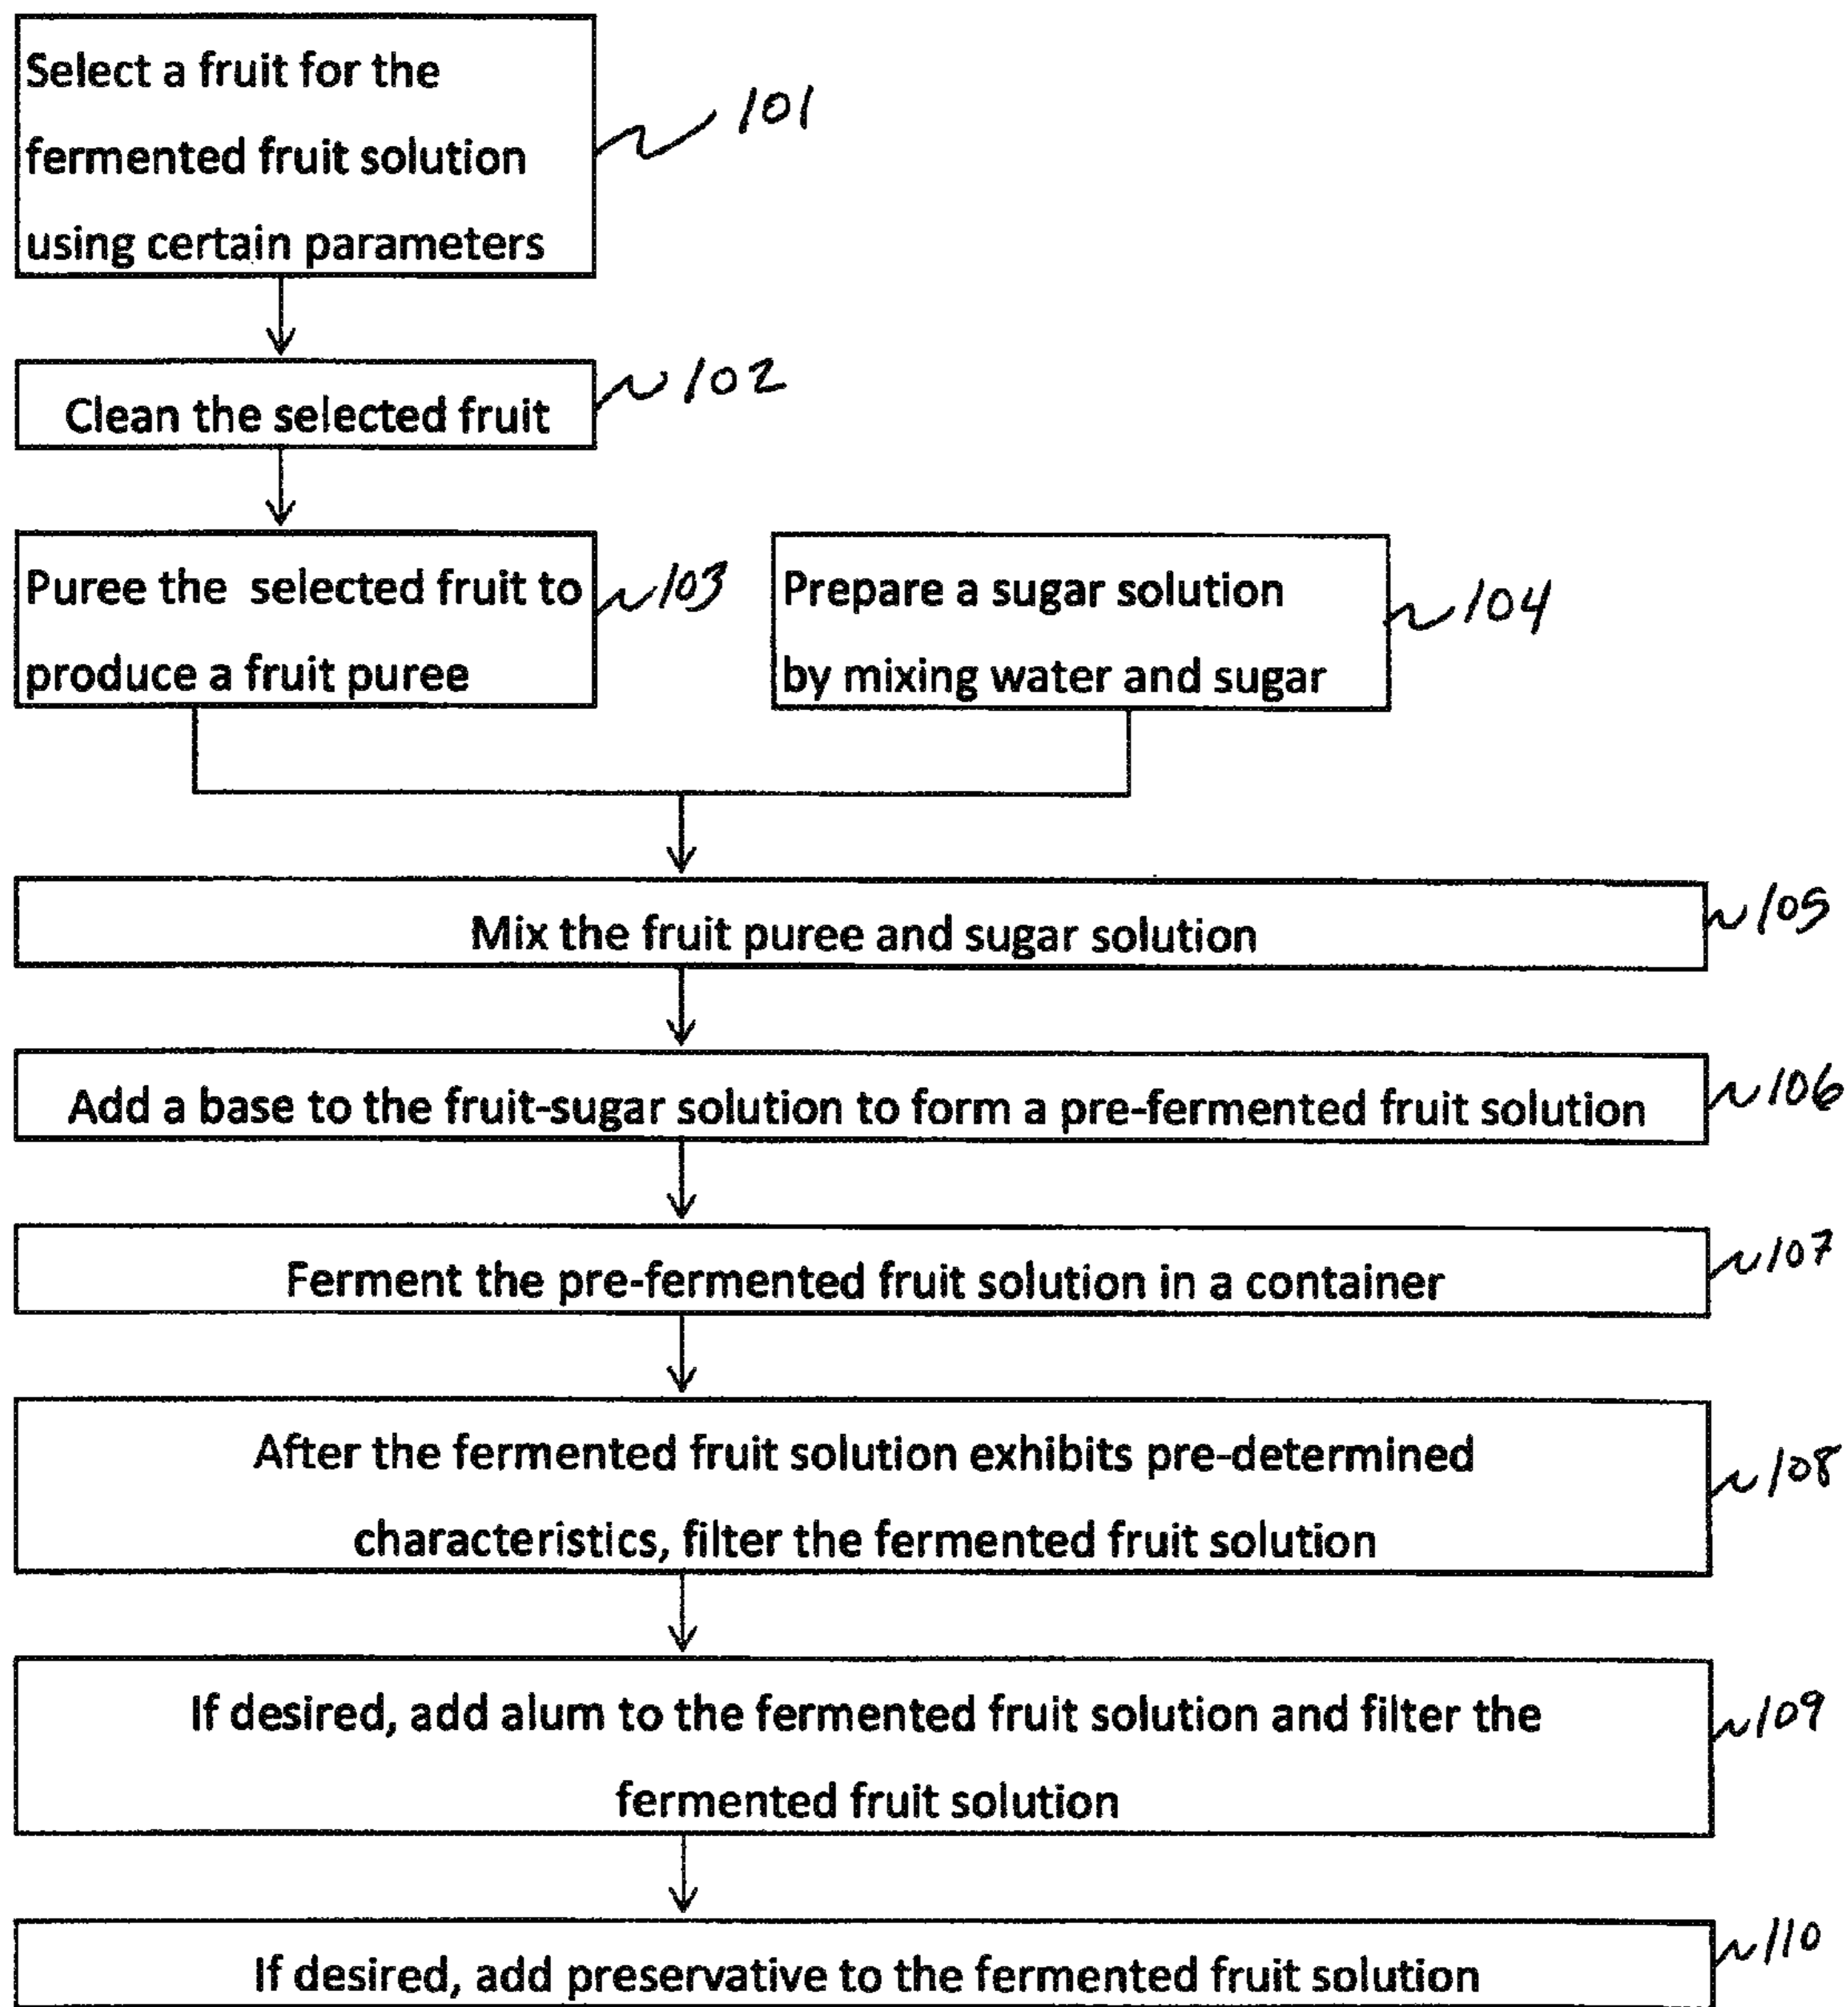 Select a fruit for the
fermented fruit solution
using certain parameters
101
Clean the selected fruit
102
Puree the selected fruit to
produce a fruit puree
103
Prepare a sugar solution
by mixing water and sugar
104
Mix the fruit puree and sugar solution
105
Add a base to the fruit-sugar solution to form a pre-fermented fruit solution
106
Ferment the pre-fermented fruit solution in a container
107
After the fermented fruit solution exhibits pre-determined
characteristics, filter the fermented fruit solution
108
If desired, add alum to the fermented fruit solution and filter the
fermented fruit solution
109
If desired, add preservative to the fermented fruit solution
110